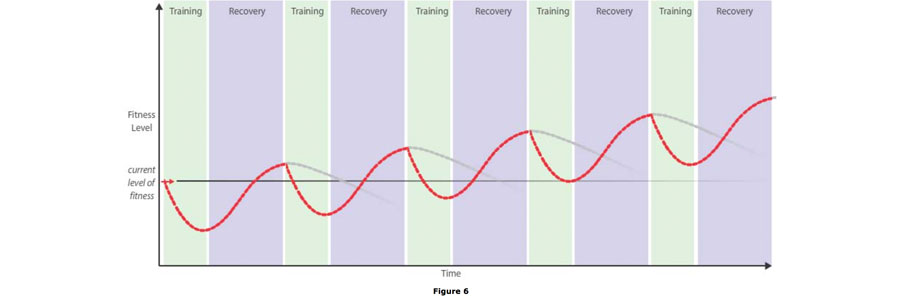 Training Recovery Training Recovery Training Recovery Training Recovery Training Recovery
Fitness
Level
current
level of
fitness
Time
Figure 6